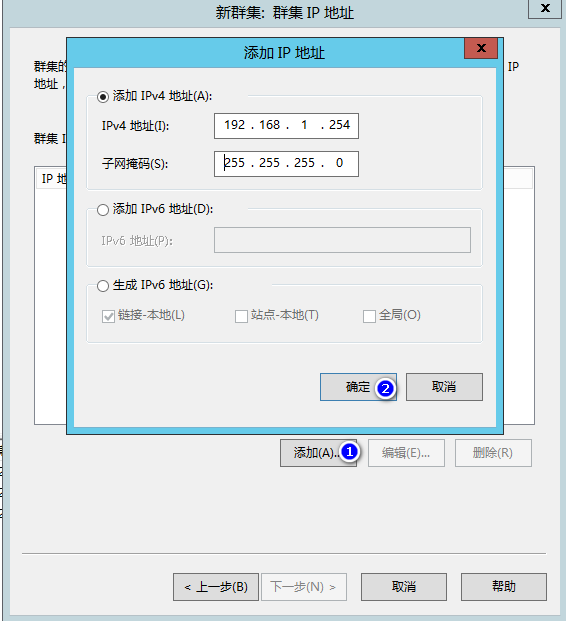 新群集: 群集 IP 地址
x
添加 IP 地址
x
群集的
IP
地址，
添加 IPv4 地址(A):
IPv4 地址(I):
192 . 168 . 1 . 254
子网掩码(S):
255 . 255 . 255 . 0
群集 I
IP 地
添加 IPv6 地址(D):
IPv6 地址(P):
生成 IPv6 地址(G):
链接-本地(L)
站点-本地(T)
全局(O)
确定
2
取消
添加(A)..
1
编辑(E)...
删除(R)
< 上一步(B)
下一步(N) >
取消
帮助